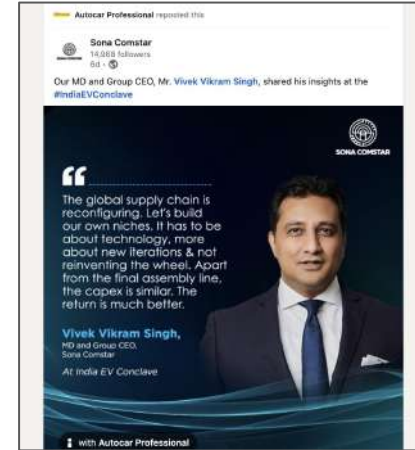 Autocar Professional reposted this
Sona Comstar
14,968 followers
6d •
Our MD and Group CEO, Mr. Vivek Vikram Singh, shared his insights at the
#IndiaEVConclave
SONA COMSTAR
“
The global supply chain is
reconfiguring. Let's build
our own niches. It has to be
about technology, more
about new iterations & not
reinventing the wheel. Apart
from the final assembly line,
the capex is similar. The
return is much better.
Vivek Vikram Singh,
MD and Group CEO,
Sona Comstar
At India EV Conclave
with Autocar Professional